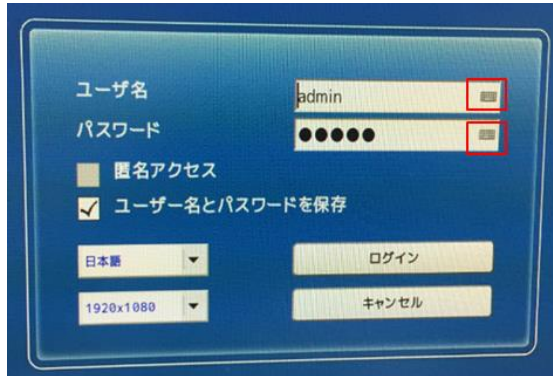 ユーザ名
admin
パスワード
●●●●●
匿名アクセス
ユーザー名とパスワードを保存
日本語
ログイン
1920x1080
キャンセル